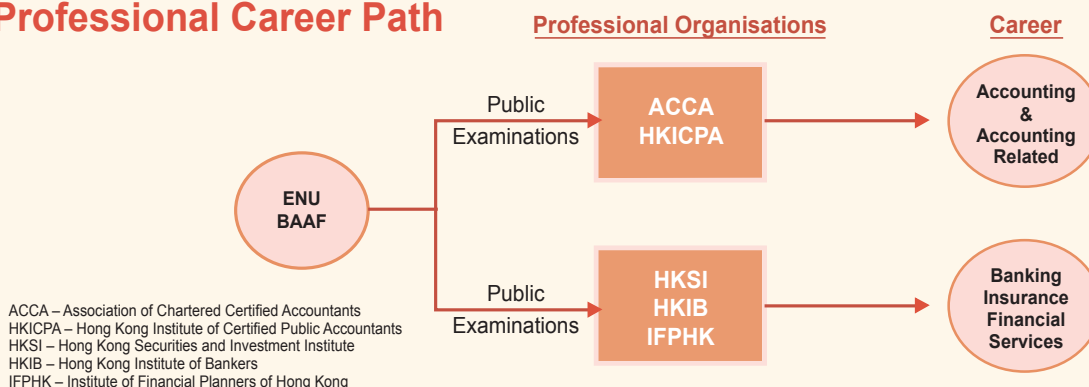 Professional Career Path
Professional Organisations
Career
ENU
BAAF
Public
Examinations
ACCA
HKICPA
Accounting
&
Accounting
Related
Public
Examinations
HKSI
HKIB
IFPHK
Banking
Insurance
Financial
Services
ACCA – Association of Chartered Certified Accountants
HKICPA – Hong Kong Institute of Certified Public Accountants
HKSI – Hong Kong Securities and Investment Institute
HKIB – Hong Kong Institute of Bankers
IFPHK – Institute of Financial Planners of Hong Kong